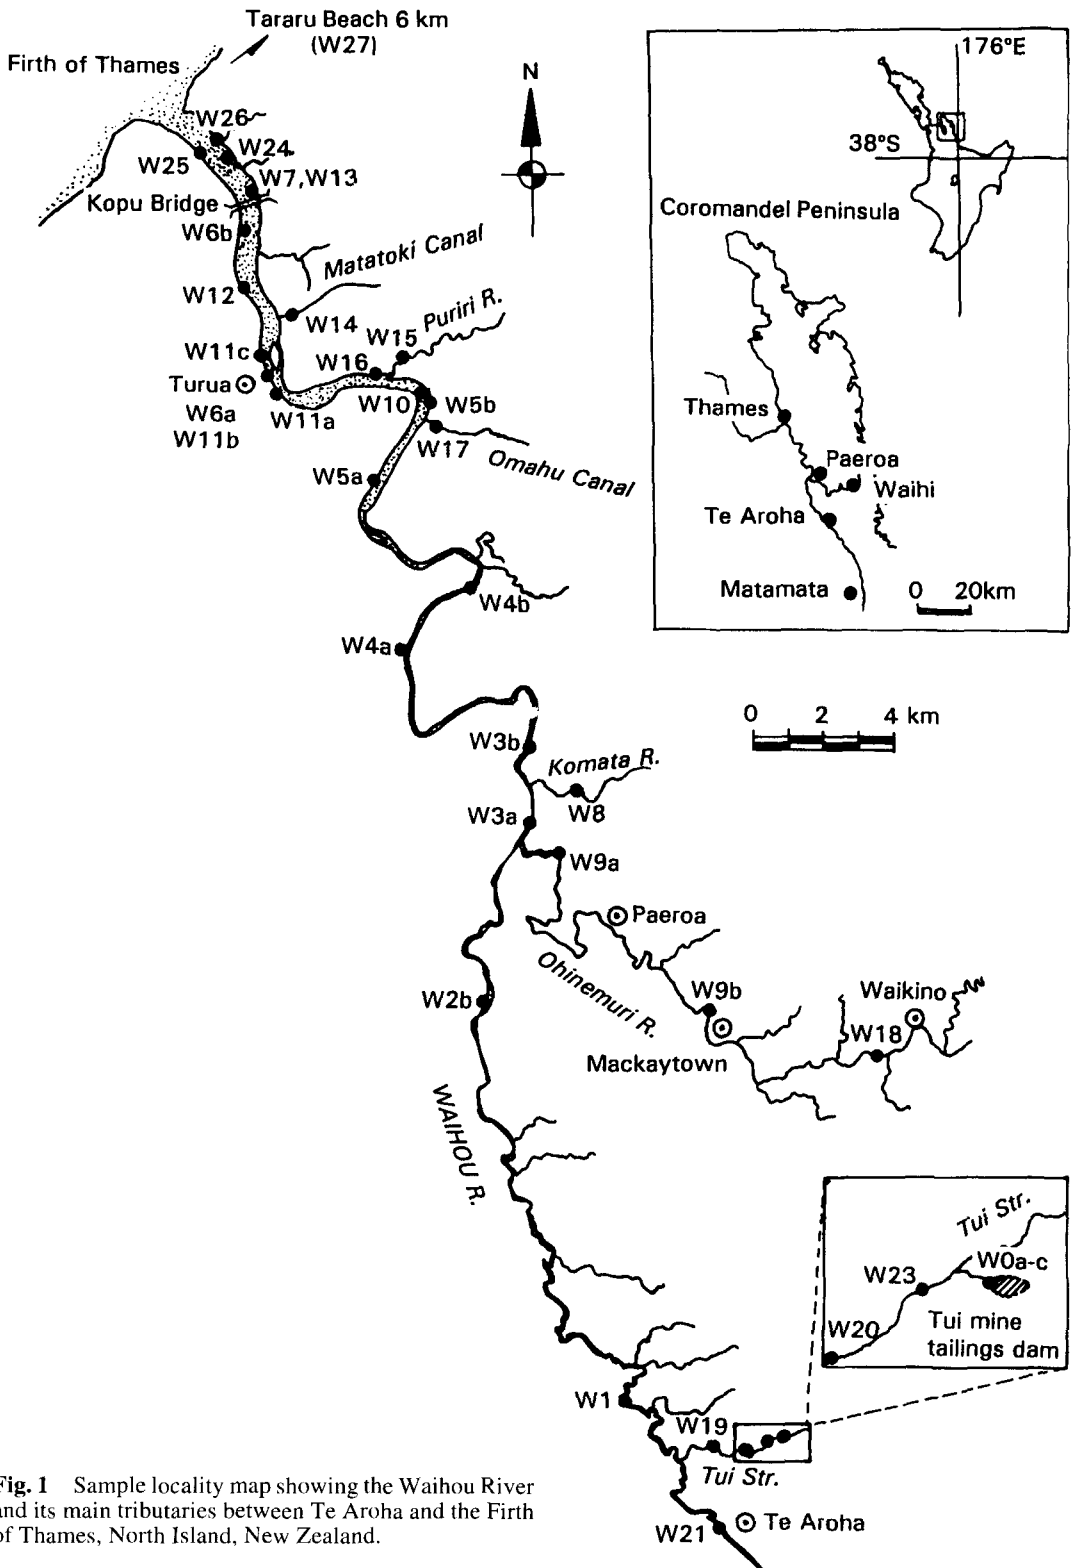 Tararu Beach 6 km
(W27)
Firth of Thames
N
W26
W24
W25
W7,W13
Kopu Bridge
W6b
Matatoki Canal
W12
W14
Puriri R.
W15
W11c
W16
Turua
W10
W5b
W6a
W11a
W11b
W17
Omahu Canal
W5a
W4b
W4a
176°E
38°S
Coromandel Peninsula
Thames
Paeroa
Waihi
Te Aroha
Matamata
0 20km
0 2 4 km
W3b
Komata R.
W8
W3a
W9a
Paeroa
Ohinemuri R.
W9b
Waikino
W2b
W18
Mackaytown
WAIHOU R.
Tui Str.
W0a-c
W23
Tui mine
tailings dam
W20
W1
W19
Tui Str.
W21
Te Aroha
Fig. 1 Sample locality map showing the Waihou River
and its main tributaries between Te Aroha and the Firth
of Thames, North Island, New Zealand.